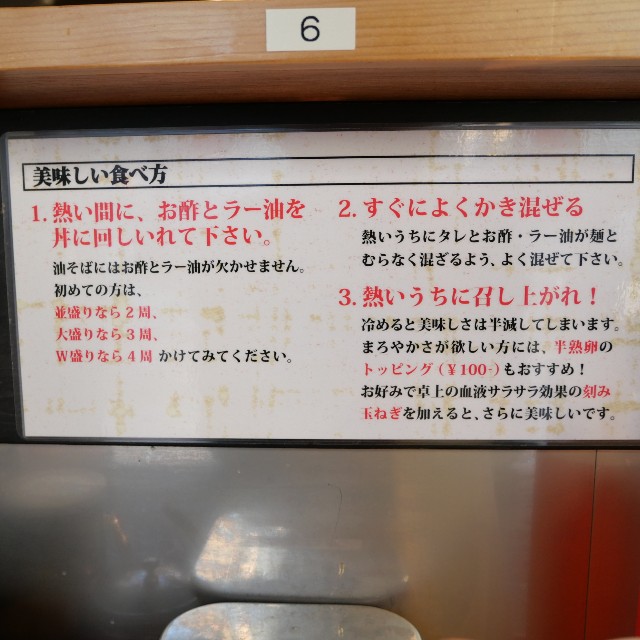 6
美味しい食べ方
1. 熱い間に、お酢とラー油を
丼に回しいれて下さい。
油そばにはお酢とラー油が欠かせません。
初めての方は、
並盛りなら2周、
大盛りなら3周、
W盛りなら4周 かけてみてください。
2. すぐによくかき混ぜる
熱いうちにタレとお酢・ラー油が麺と
むらなく混ざるよう、よく混ぜて下さい。
3. 熱いうちに召し上がれ！
冷めると美味しさは半減してしまいます。
まろやかさが欲しい方には、半熟卵の
トッピング(¥100-)もおすすめ！
お好みで卓上の血液サラサラ効果の刻み
玉ねぎを加えると、さらに美味しいです。